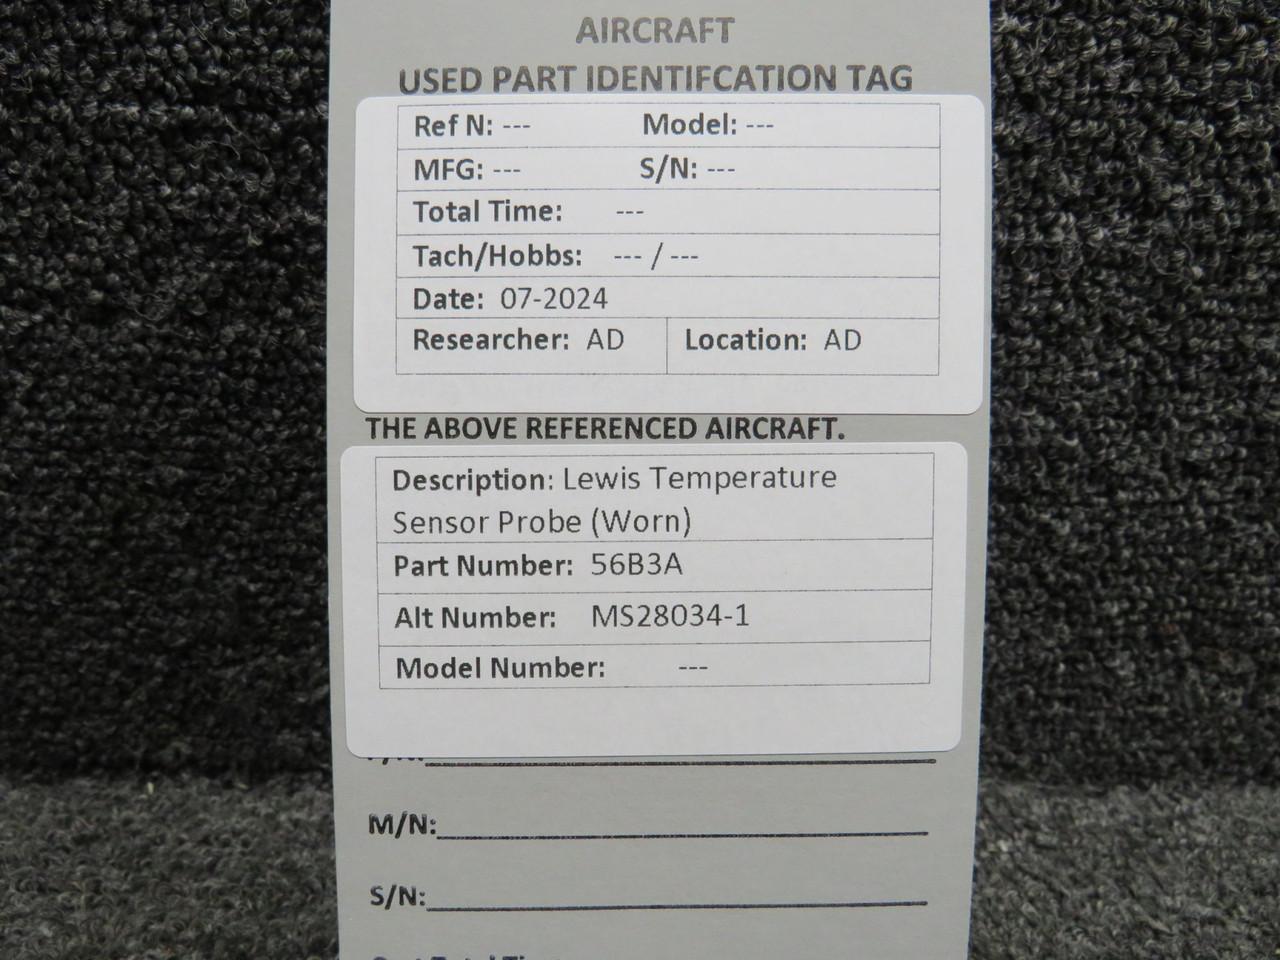 AIRCRAFT
USED PART IDENTIFCATION TAG
Ref N: --- Model: ---
MFG: --- S/N: ---
Total Time: ---
Tach/Hobbs: --- / ---
Date: 07-2024
Researcher: AD Location: AD
THE ABOVE REFERENCED AIRCRAFT.
Description: Lewis Temperature
Sensor Probe (Worn)
Part Number: 56B3A
Alt Number: MS28034-1
Model Number: ---
M/N:
S/N: